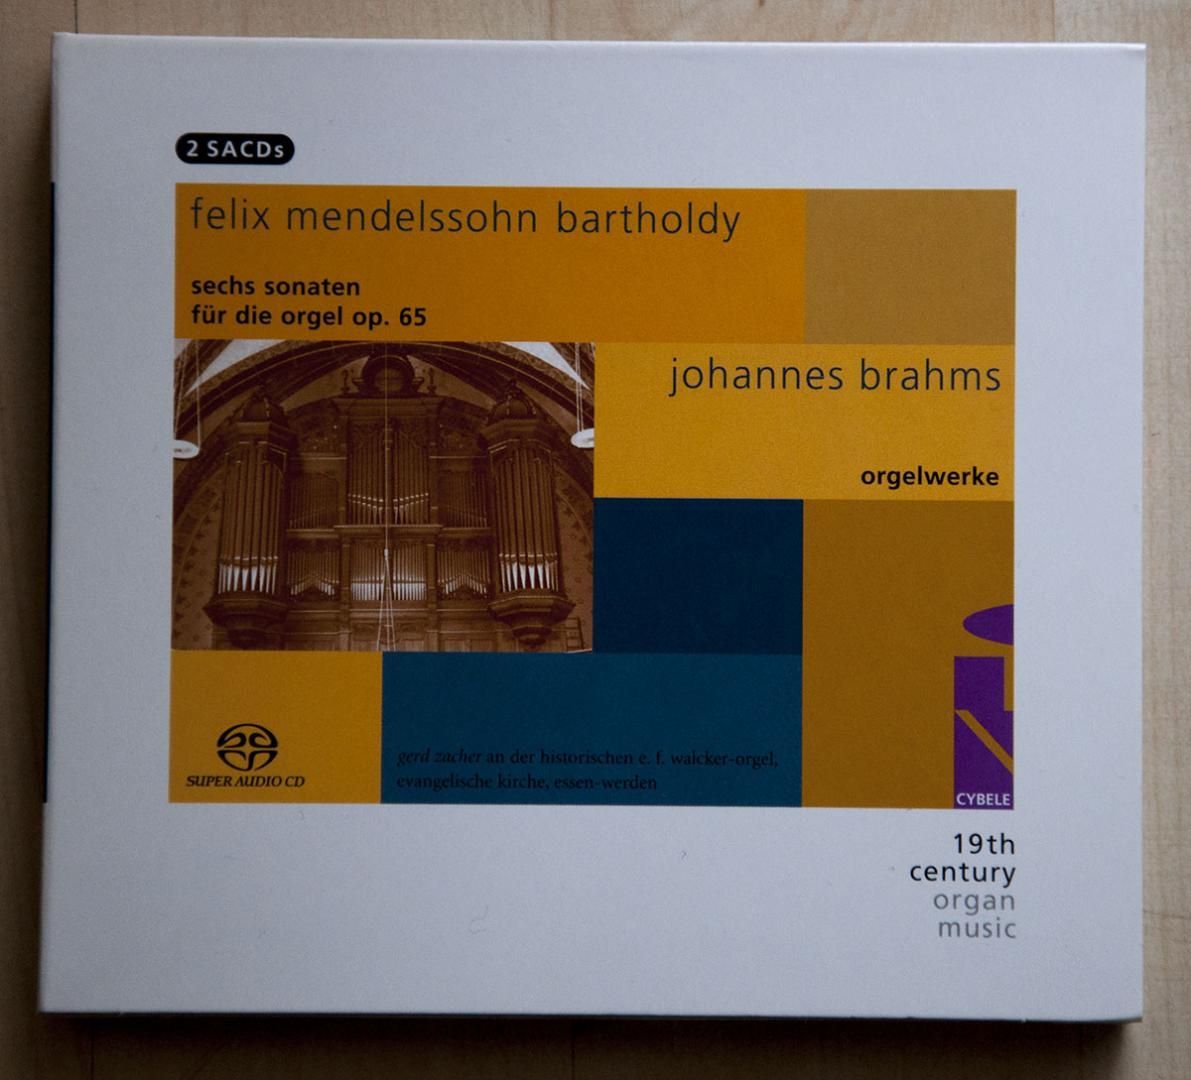 2 SACDs
felix mendelssohn bartholdy
sechs sonaten
für die orgel op. 65
johannes brahms
orgelwerke
gerd zacher an der historischen e. f. walcker-orgel,
evangelische kirche, essen-werden
SUPER AUDIO CD
CYBELE
19th
century
organ
music